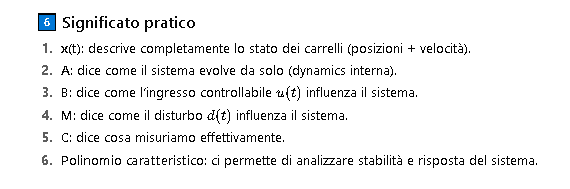 6 Significato pratico
1. x(t): descrive completamente lo stato dei carrelli (posizioni + velocità).
2. A: dice come il sistema evolve da solo (dynamics interna).
3. B: dice come l'ingresso controllabile u(t) influenza il sistema.
4. M: dice come il disturbo d(t) influenza il sistema.
5. C: dice cosa misuriamo effettivamente.
6. Polinomio caratteristico: ci permette di analizzare stabilità e risposta del sistema.